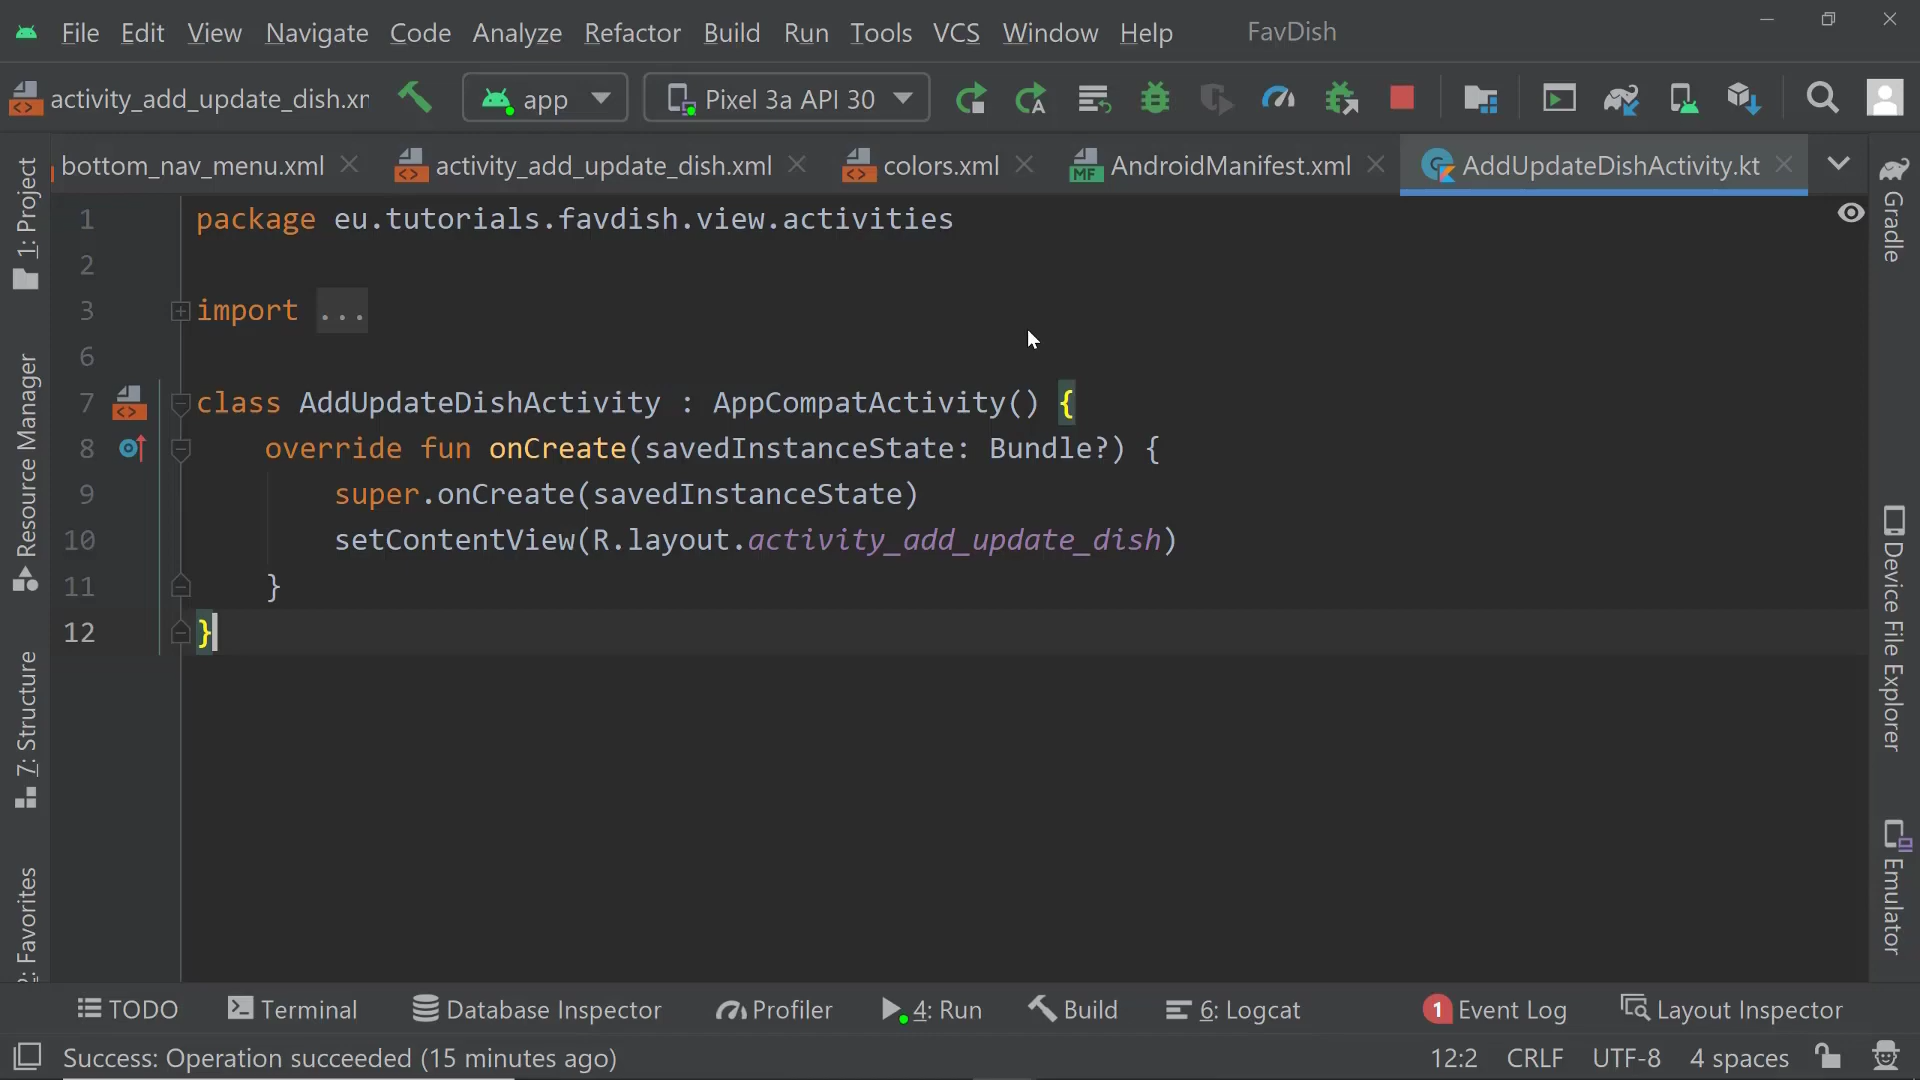 File Edit View Navigate Code Analyze Refactor Build Run Tools VCS Window Help FavDish
activity_add_update_dish.xm app Pixel 3a API 30
bottom_nav_menu.xml activity_add_update_dish.xml colors.xml AndroidManifest.xml AddUpdateDishActivity.kt
1 package eu.tutorials.favdish.view.activities
2
3 import ...
6
7 class AddUpdateDishActivity : AppCompatActivity() {
8 override fun onCreate(savedInstanceState: Bundle?) {
9 super.onCreate(savedInstanceState)
10 setContentView(R.layout.activity_add_update_dish)
11 }
12 }
1: Project
Resource Manager
7: Structure
2: Favorites
Gradle
Device File Explorer
Emulator
TODO Terminal Database Inspector Profiler 4: Run Build 6: Logcat 1 Event Log Layout Inspector
Success: Operation succeeded (15 minutes ago) 12:2 CRLF UTF-8 4 spaces